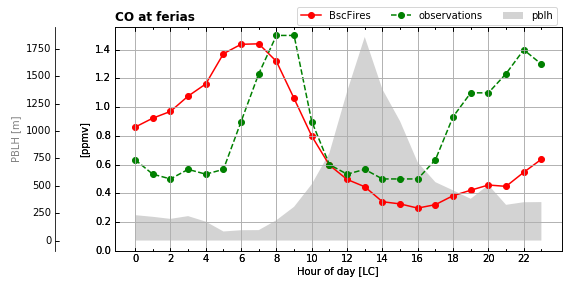 CO at ferias
BscFires observations pblh
PBLH [m]
1750
1500
1250
1000
750
500
250
0
[ppmv]
1.4
1.2
1.0
0.8
0.6
0.4
0.2
0.0
0 2 4 6 8 10 12 14 16 18 20 22
Hour of day [LC]